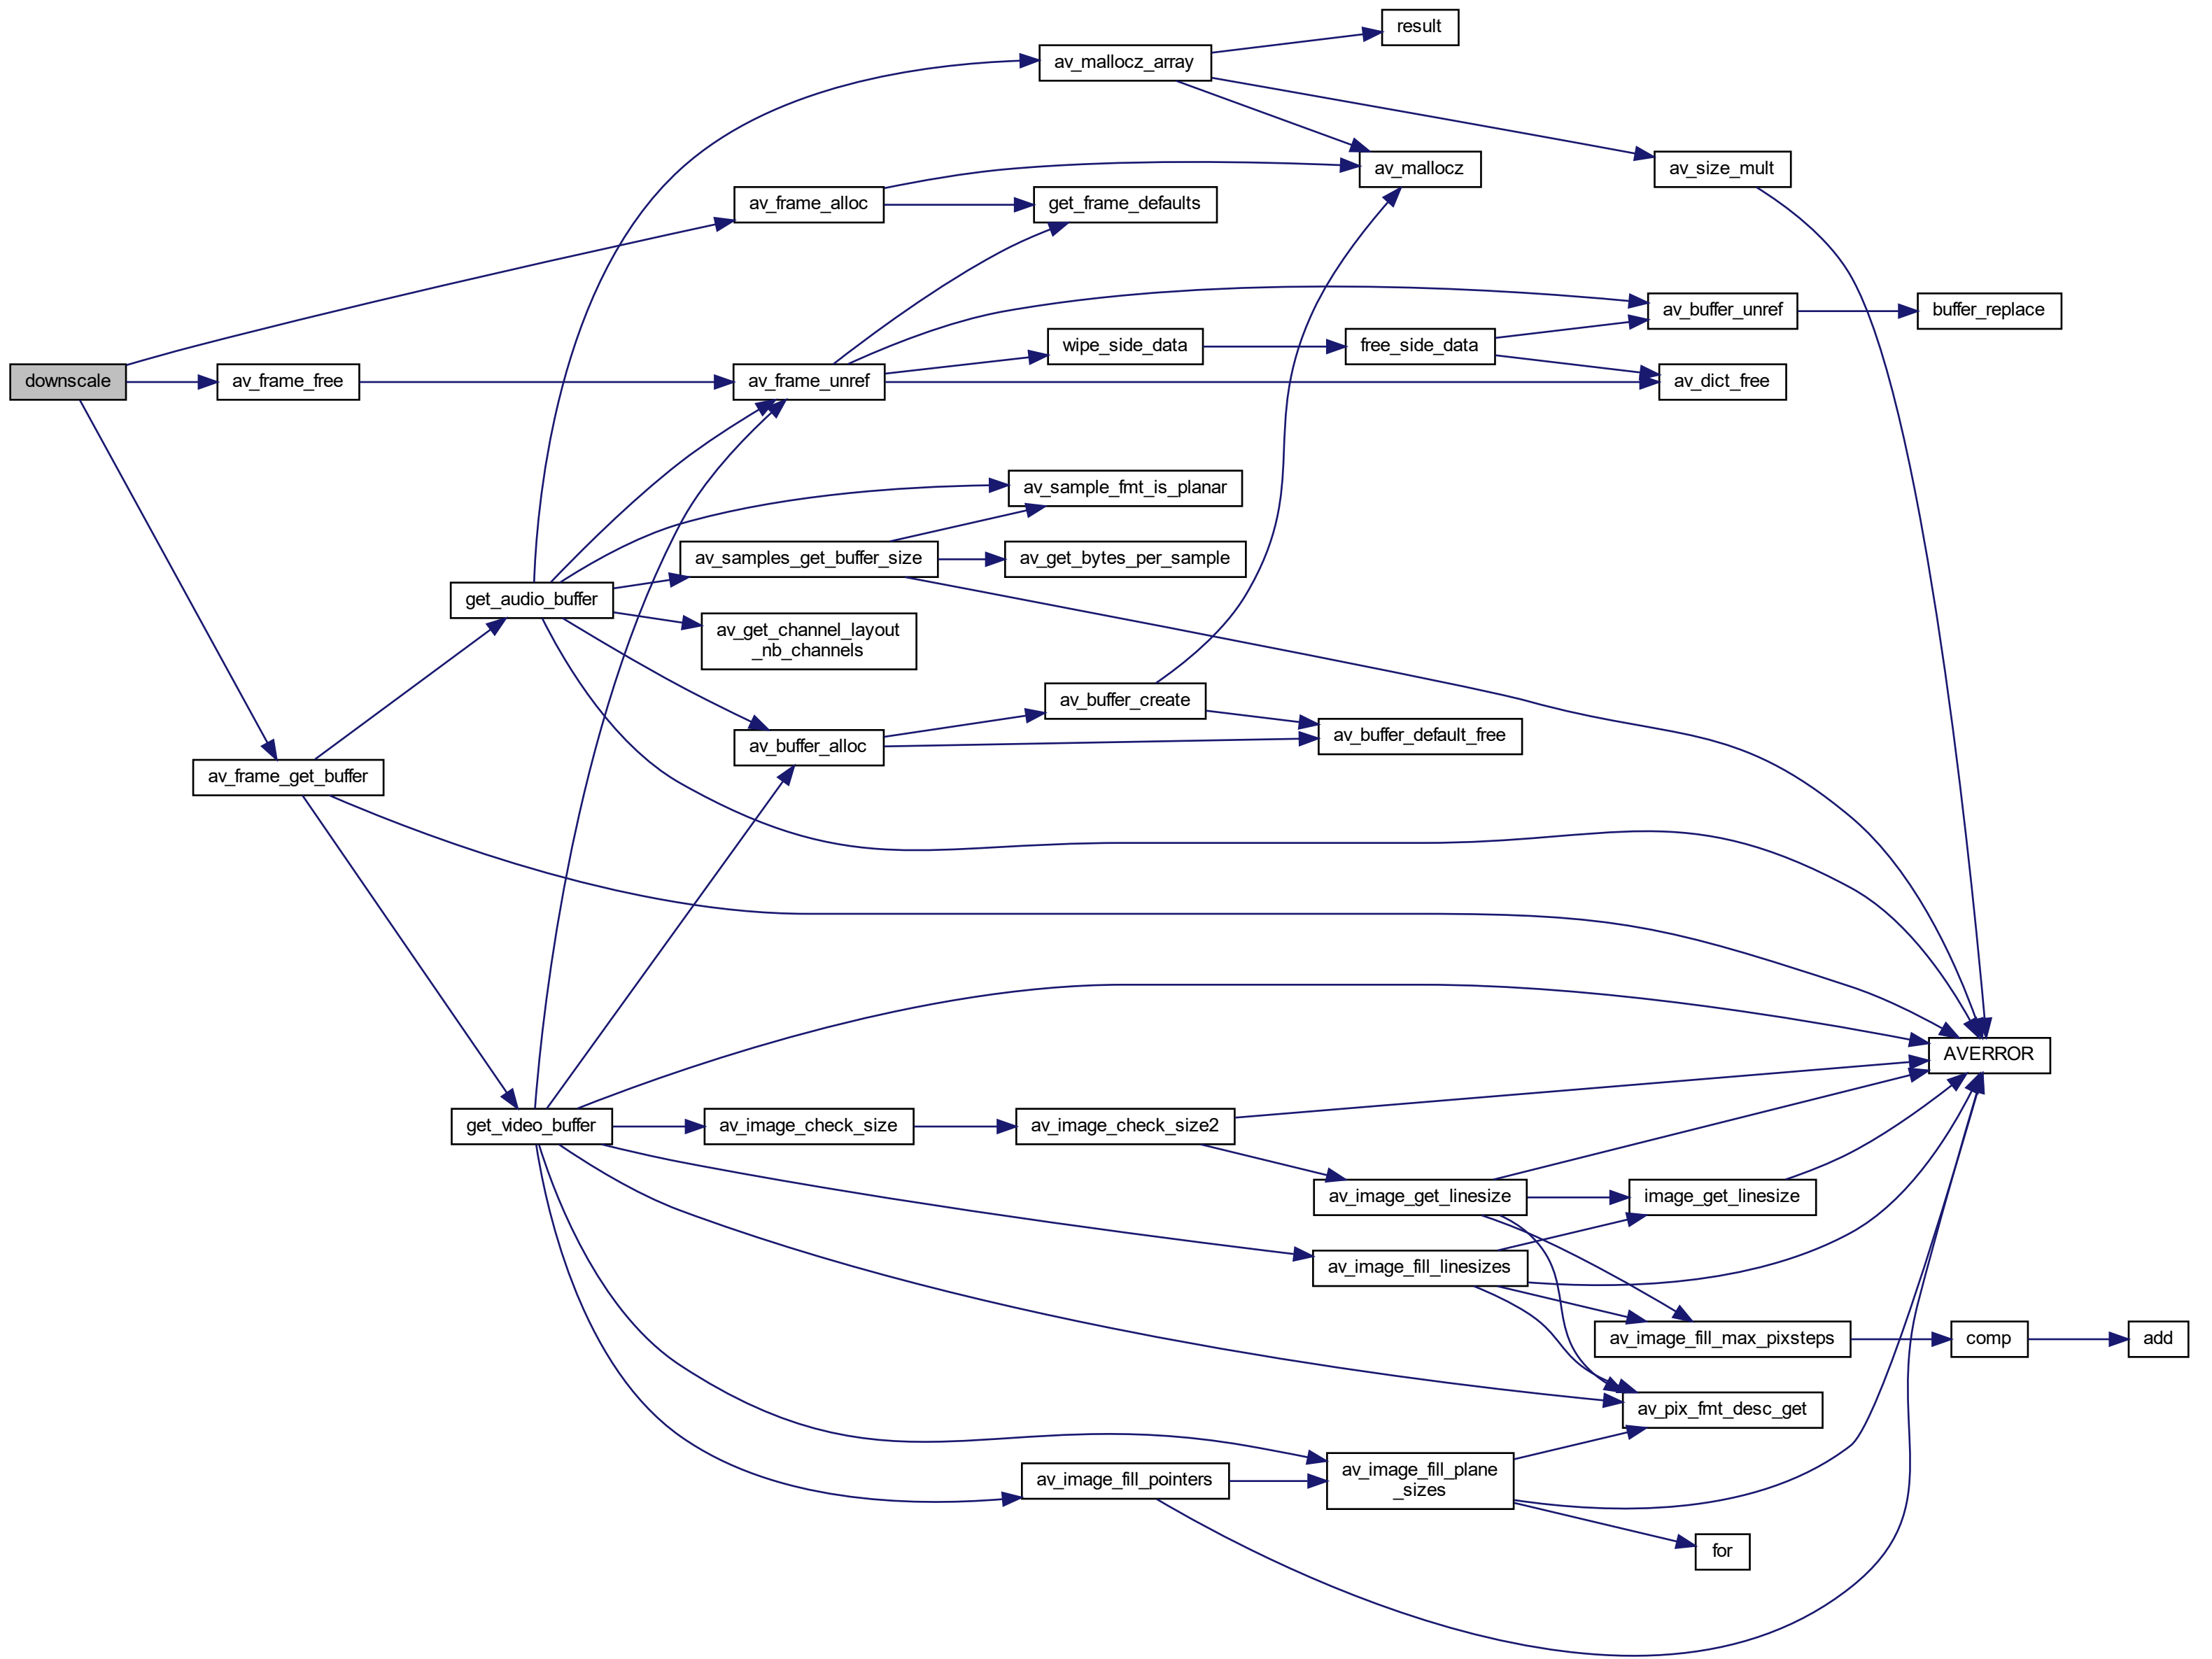 result
av_mallocz_array
av_mallocz
av_size_mult
av_frame_alloc
get_frame_defaults
av_buffer_unref
buffer_replace
wipe_side_data
free_side_data
downscale
av_frame_free
av_frame_unref
av_dict_free
av_sample_fmt_is_planar
av_samples_get_buffer_size
av_get_bytes_per_sample
get_audio_buffer
av_get_channel_layout
_nb_channels
av_buffer_create
av_buffer_default_free
av_buffer_alloc
av_frame_get_buffer
AVERROR
get_video_buffer
av_image_check_size
av_image_check_size2
av_image_get_linesize
image_get_linesize
av_image_fill_linesizes
av_image_fill_max_pixsteps
comp
add
av_pix_fmt_desc_get
av_image_fill_pointers
av_image_fill_plane
_sizes
for